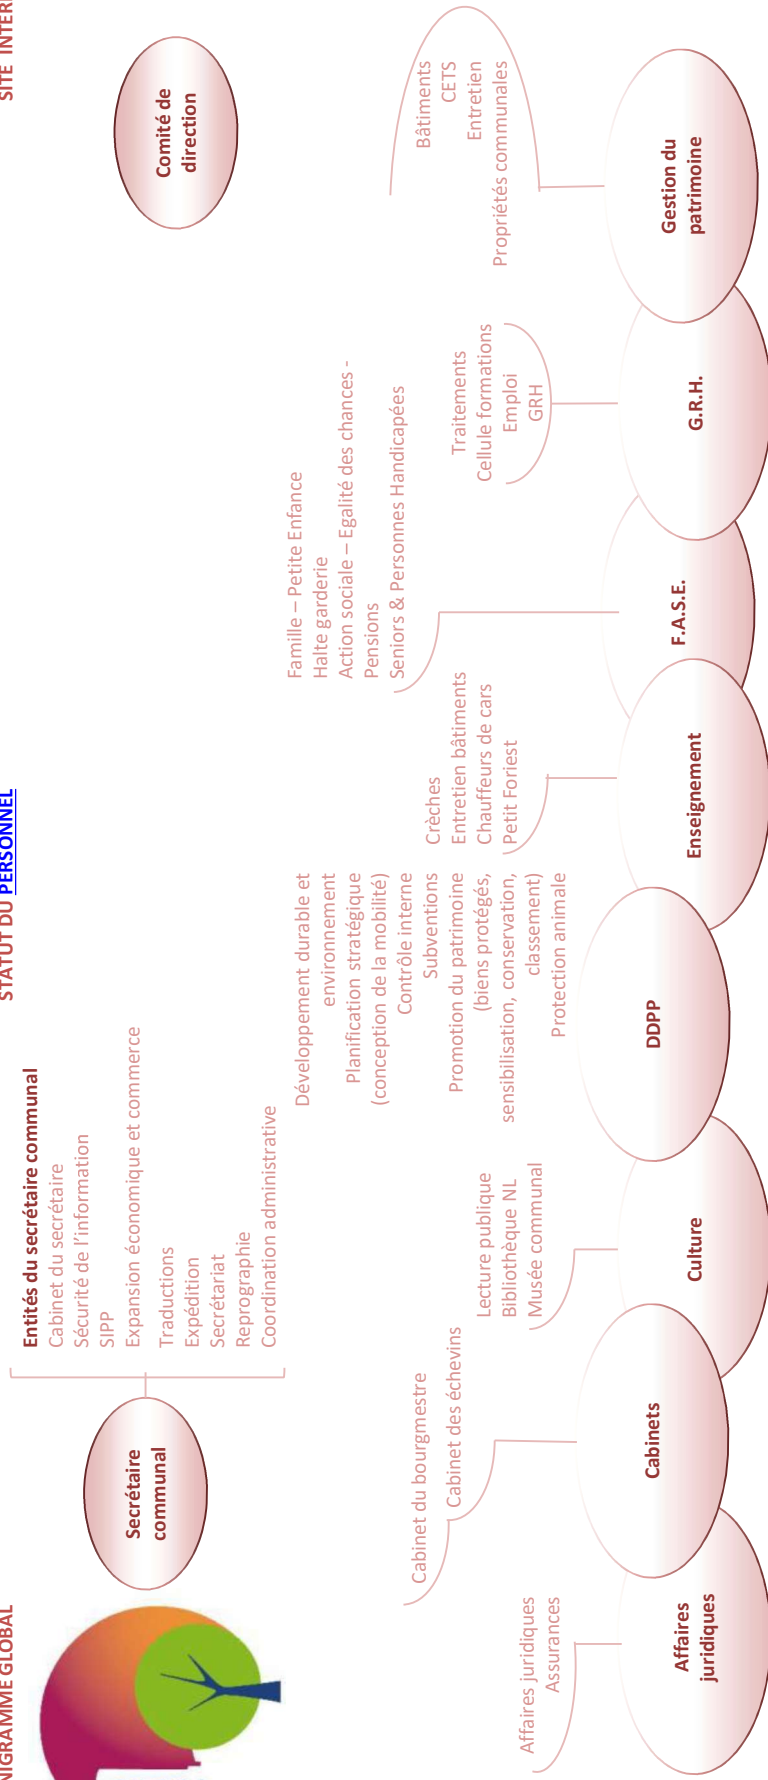 NIGRAMME GLOBAL
STATUT DU PERSONNEL
SITE INTER
Secrétaire
communal
Entités du secrétaire communal
Cabinet du secrétaire
Sécurité de l'information
SIPP
Expansion économique et commerce
Traductions
Expédition
Secrétariat
Reprographie
Coordination administrative
Comité de
direction
Affaires juridiques
Assurances
Affaires
juridiques
Cabinet du bourgmestre
Cabinet des échevins
Cabinets
Lecture publique
Bibliothèque NL
Musée communal
Culture
Développement durable et
environnement
Planification stratégique
(conception de la mobilité)
Contrôle interne
Subventions
Promotion du patrimoine
(biens protégés,
sensibilisation, conservation,
classement)
Protection animale
DDPP
Crèches
Entretien bâtiments
Chauffeurs de cars
Petit Foriest
Enseignement
Famille – Petite Enfance
Halte garderie
Action sociale – Egalité des chances -
Pensions
Seniors & Personnes Handicapées
F.A.S.E.
Traitements
Cellule formations
Emploi
GRH
G.R.H.
Bâtiments
CETS
Entretien
Propriétés communales
Gestion du
patrimoine